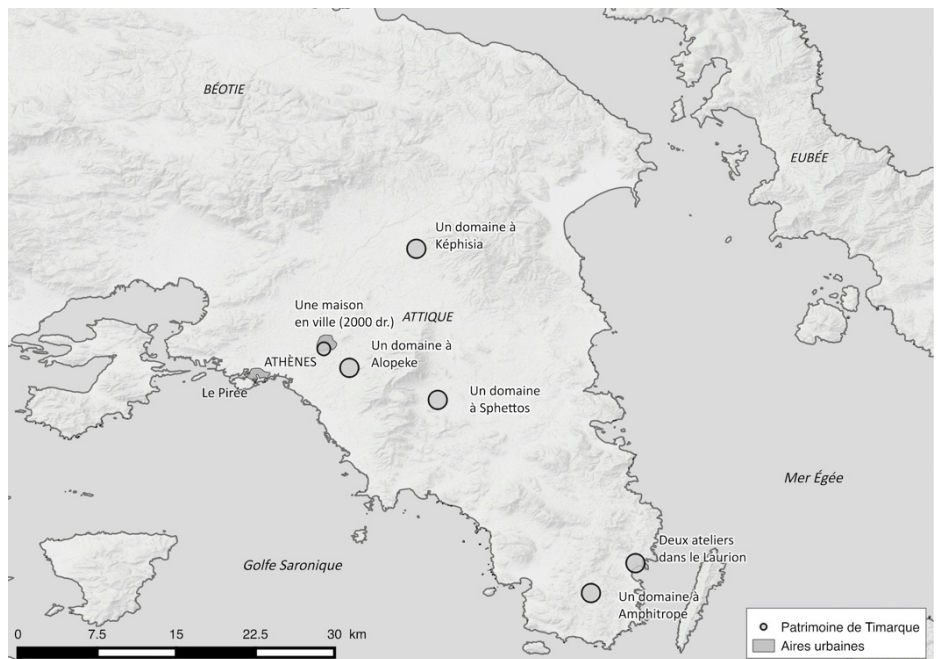 BÉOTIE
EUBÉE
Un domaine à
Képhisia
Une maison
en ville (2000 dr.)
ATTIQUE
ATHÈNES
Un domaine à
Alopeke
Le Pirée
Un domaine
à Sphettos
Mer Égée
Deux ateliers
dans le Laurion
Golfe Saronique
Un domaine à
Amphitropè
0 7.5 15 22.5 30 km
Patrimoine de Timarque
Aires urbaines